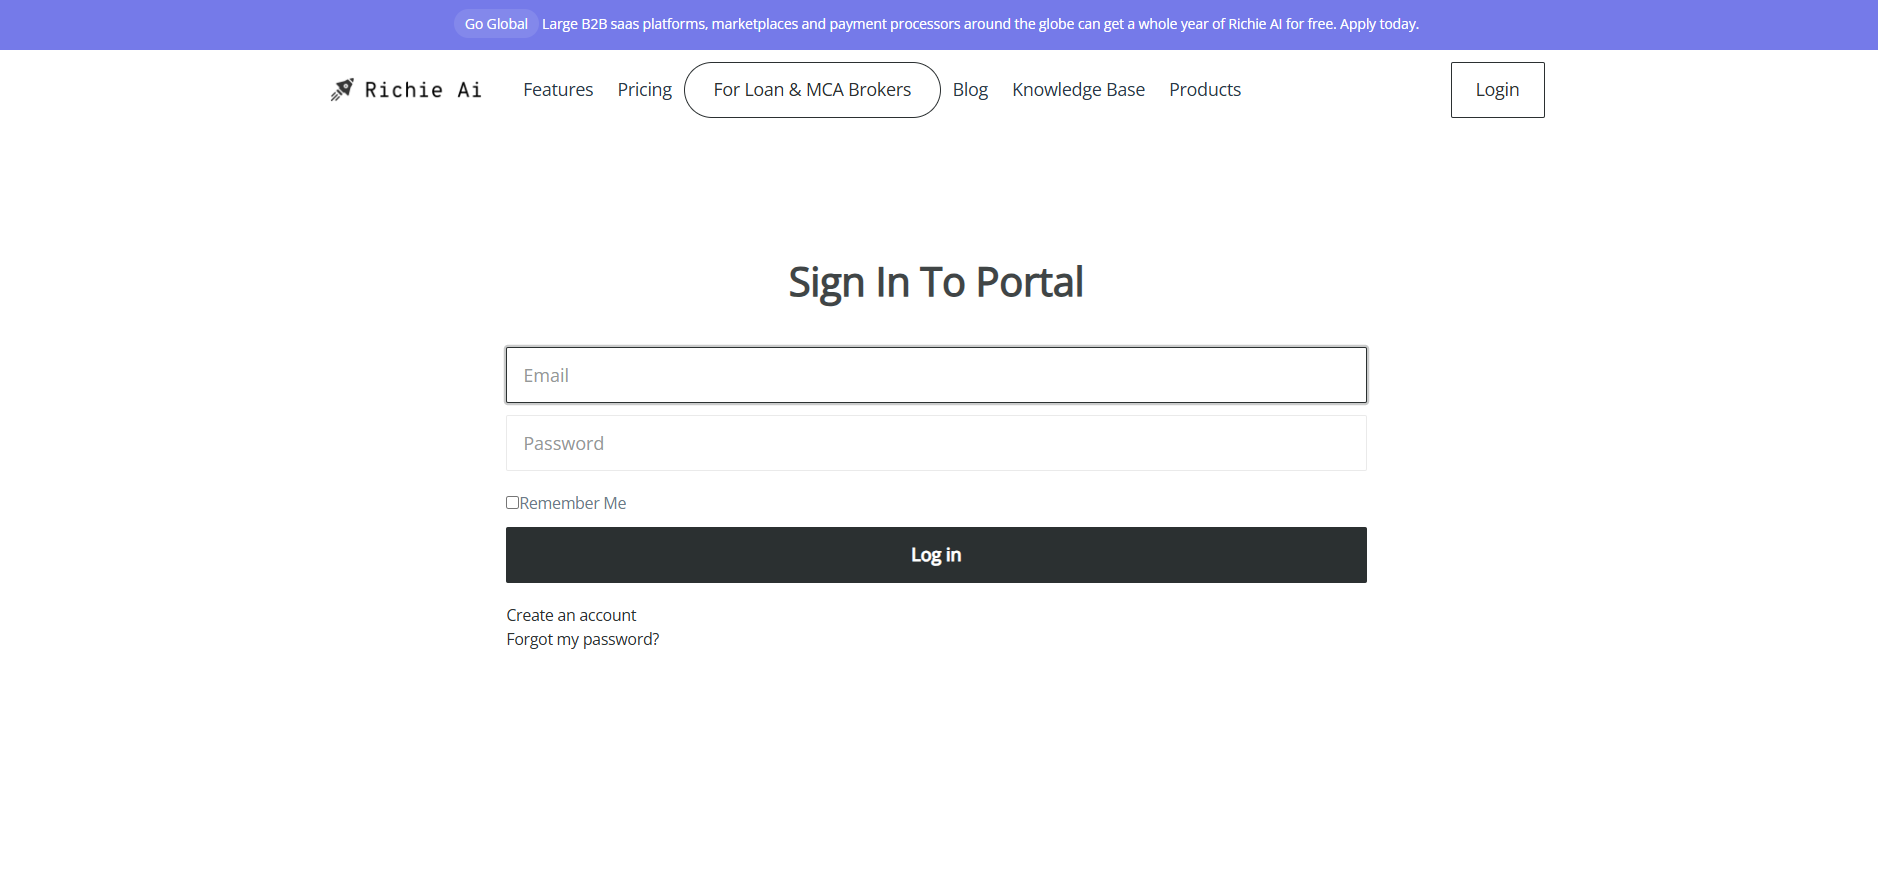 Go Global Large B2B saas platforms, marketplaces and payment processors around the globe can get a whole year of Richie AI for free. Apply today.
Richie Ai Features Pricing For Loan & MCA Brokers Blog Knowledge Base Products Login
Sign In To Portal
Email
Password
Remember Me
Log in
Create an account
Forgot my password?